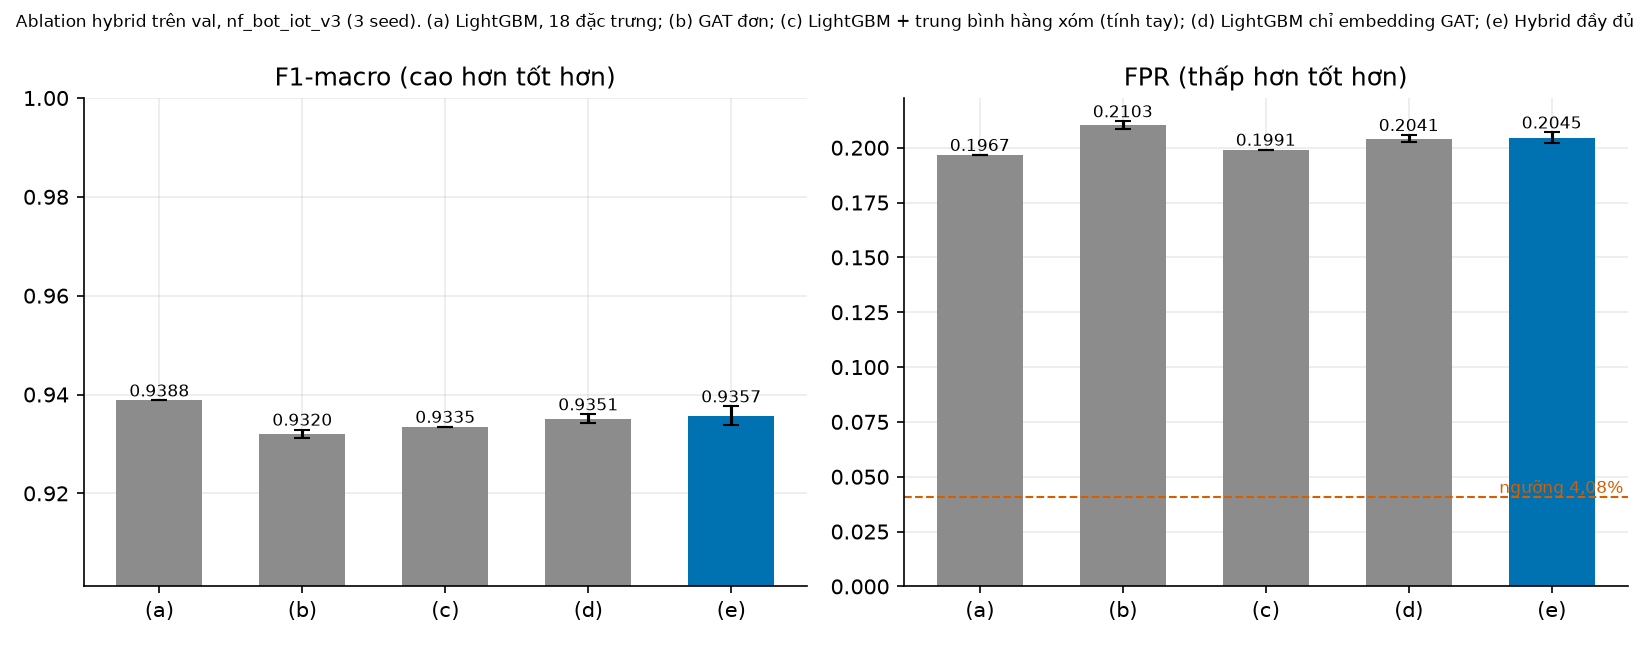 Ablation hybrid trên val, nf_bot_iot_v3 (3 seed). (a) LightGBM, 18 đặc trưng; (b) GAT đơn; (c) LightGBM + trung bình hàng xóm (tính tay); (d) LightGBM chỉ embedding GAT; (e) Hybrid đầy đủ
F1-macro (cao hơn tốt hơn)
1.00
0.98
0.96
0.94
0.92
0.9388
0.9320
0.9335
0.9351
0.9357
(a)
(b)
(c)
(d)
(e)
FPR (thấp hơn tốt hơn)
0.200
0.175
0.150
0.125
0.100
0.075
0.050
0.025
0.000
0.1967
0.2103
0.1991
0.2041
0.2045
ngưỡng 4.08%
(a)
(b)
(c)
(d)
(e)